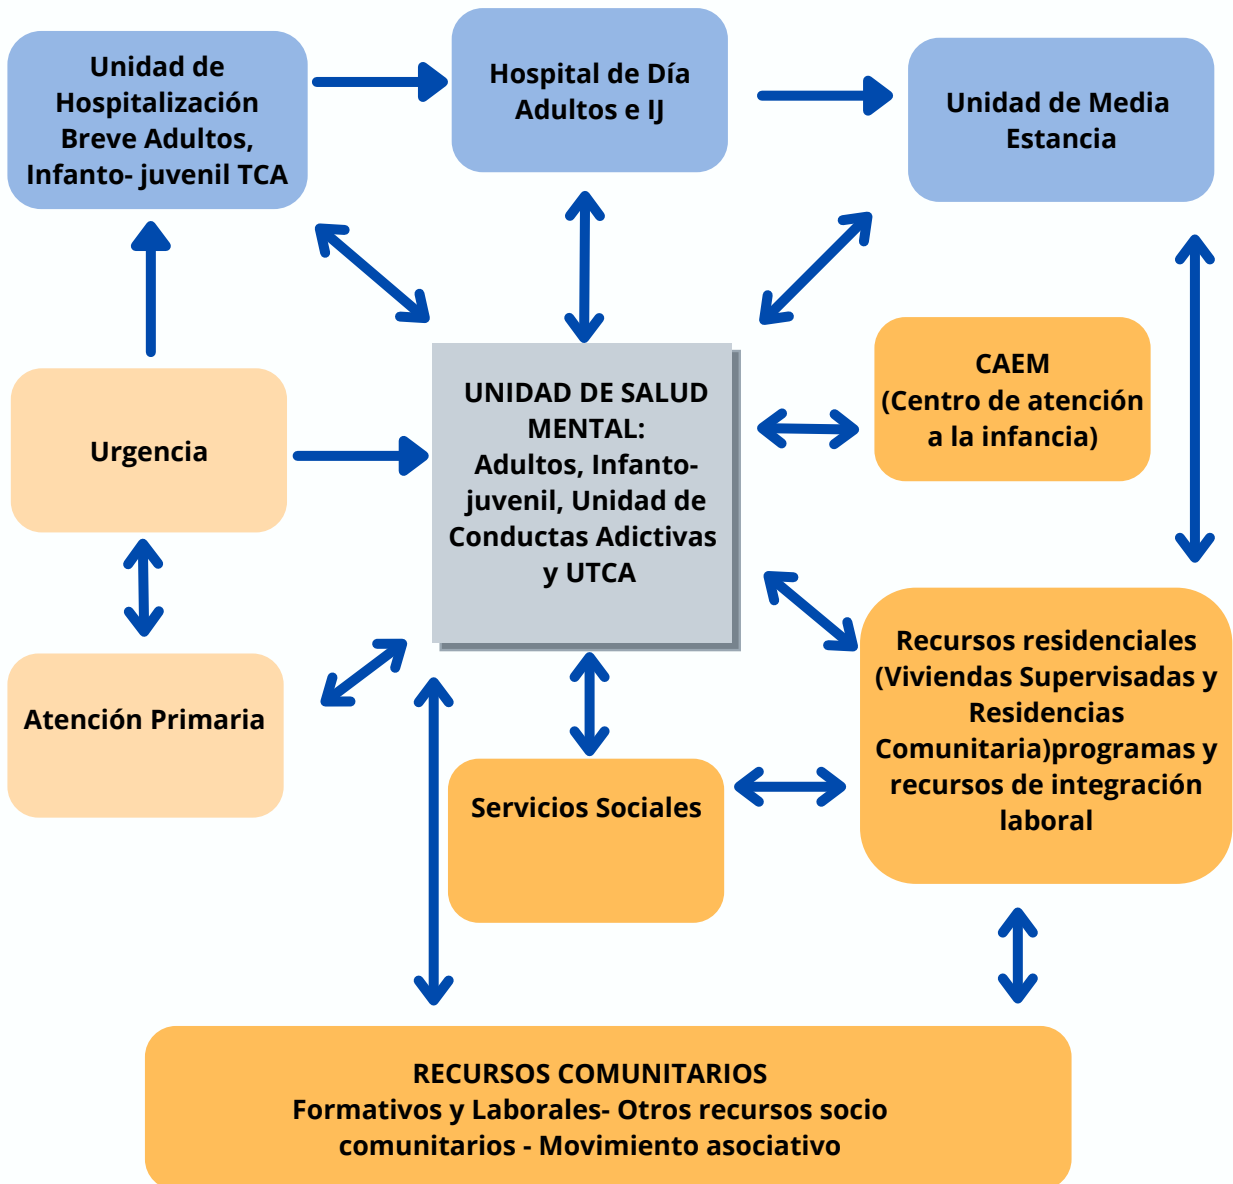 Unidad de
Hospitalización
Breve Adultos,
Infanto- juvenil TCA
Hospital de Día
Adultos e IJ
Unidad de Media
Estancia
Urgencia
UNIDAD DE SALUD
MENTAL:
Adultos, Infanto-
juvenil, Unidad de
Conductas Adictivas
y UTCA
CAEM
(Centro de atención
a la infancia)
Atención Primaria
Servicios Sociales
Recursos residenciales
(Viviendas Supervisadas y
Residencias
Comunitaria)programas y
recursos de integración
laboral
RECURSOS COMUNITARIOS
Formativos y Laborales- Otros recursos socio
comunitarios - Movimiento asociativo